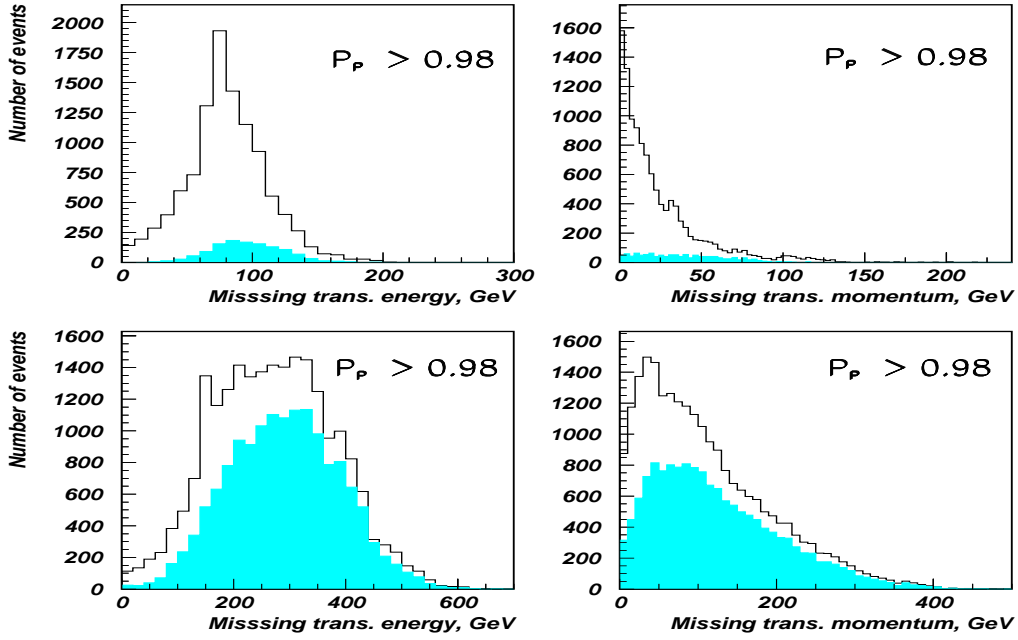 Number of events
2000
1750
1500
1250
1000
750
500
250
0
P_P > 0.98
0 100 200 300
Misssing trans. energy, GeV
1600
1400
1200
1000
800
600
400
200
0
P_P > 0.98
0 50 100 150 200
Missing trans. momentum, GeV
Number of events
1600
1400
1200
1000
800
600
400
200
0
P_P > 0.98
0 200 400 600
Misssing trans. energy, GeV
1600
1400
1200
1000
800
600
400
200
0
P_P > 0.98
0 200 400
Missing trans. momentum, GeV